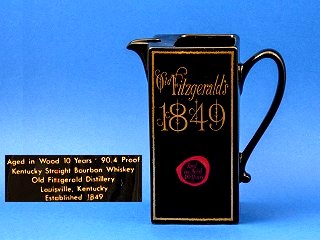 Old Fitzgerald's
1849
Aged in Wood 10 Years · 90.4 Proof
Kentucky Straight Bourbon Whiskey
Old Fitzgerald Distillery
Louisville, Kentucky
Established 1849